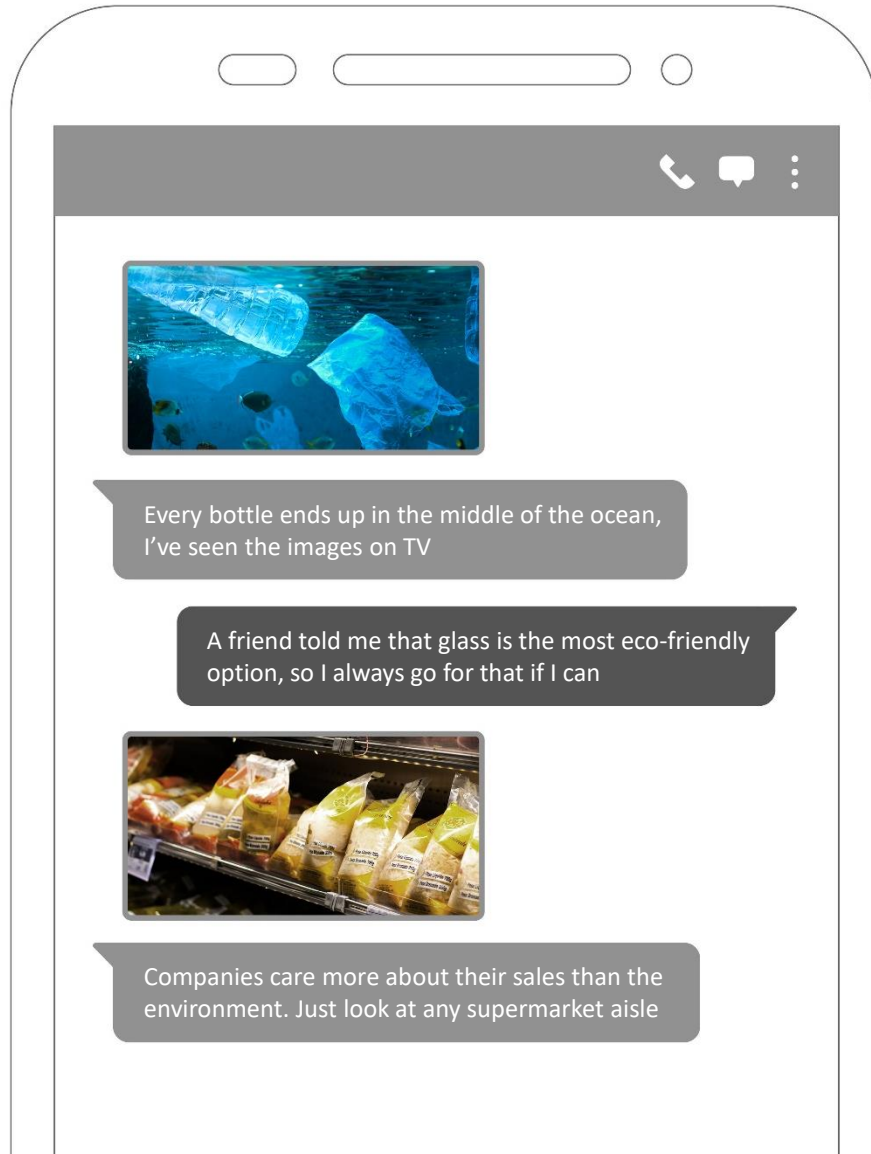 Every bottle ends up in the middle of the ocean,
I’ve seen the images on TV
A friend told me that glass is the most eco-friendly
option, so I always go for that if I can
Companies care more about their sales than the
environment. Just look at any supermarket aisle